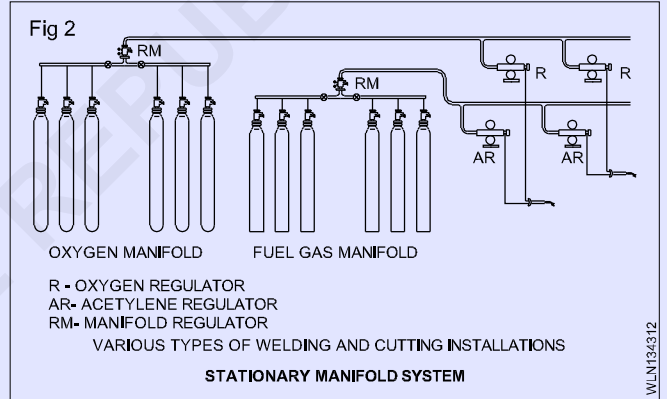 Fig 2
RM
R
R
RM
AR
AR
OXYGEN MANIFOLD
FUEL GAS MANIFOLD
R - OXYGEN REGULATOR
AR- ACETYLENE REGULATOR
RM- MANIFOLD REGULATOR
VARIOUS TYPES OF WELDING AND CUTTING INSTALLATIONS
STATIONARY MANIFOLD SYSTEM
WLN134312